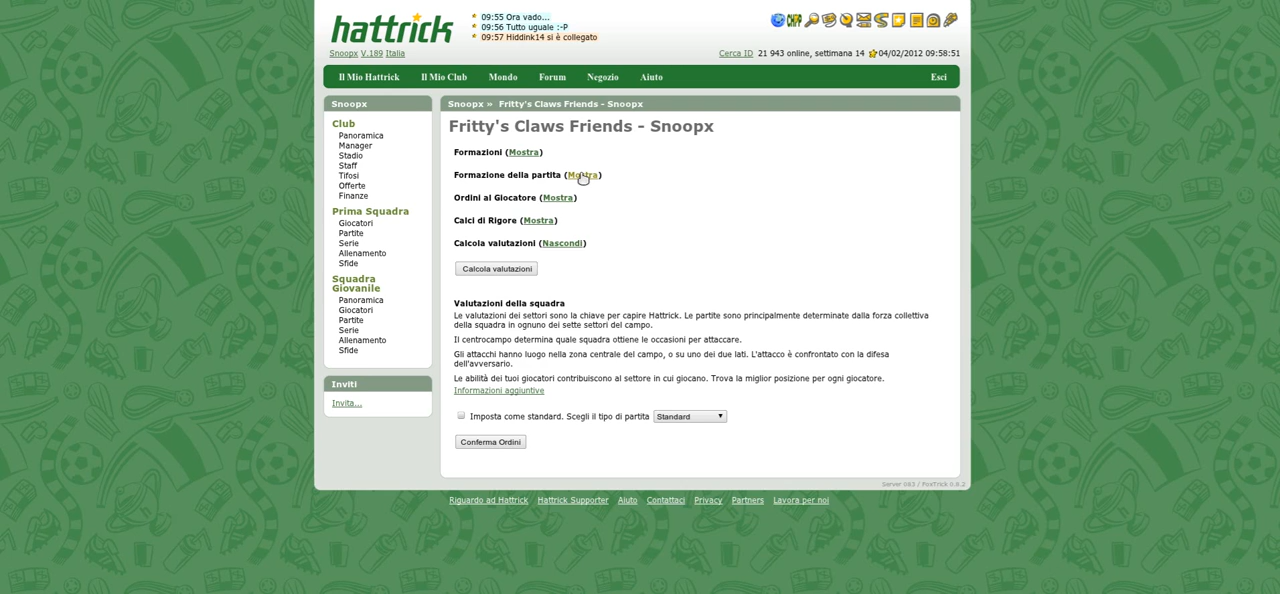 hattrick
09:55 Ora vado...
09:56 Tutto uguale :-P
09:57 Hiddink14 si è collegato
CHPP
Snoopx V.189 Italia
Cerca ID 21 943 online, settimana 14 04/02/2012 09:58:51
Il Mio Hattrick Il Mio Club Mondo Forum Negozio Aiuto Esci
Snoopx
Club
Panoramica
Manager
Stadio
Staff
Tifosi
Offerte
Finanze
Prima Squadra
Giocatori
Partite
Serie
Allenamento
Sfide
Squadra
Giovanile
Panoramica
Giocatori
Partite
Serie
Allenamento
Sfide
Inviti
Invita...
Snoopx » Fritty's Claws Friends - Snoopx
Fritty's Claws Friends - Snoopx
Formazioni (Mostra)
Formazione della partita (Mostra)
Ordini al Giocatore (Mostra)
Calci di Rigore (Mostra)
Calcola valutazioni (Nascondi)
Calcola valutazioni
Valutazioni della squadra
Le valutazioni dei settori sono la chiave per capire Hattrick. Le partite sono principalmente determinate dalla forza collettiva
della squadra in ognuno dei sette settori del campo.
Il centrocampo determina quale squadra ottiene le occasioni per attaccare.
Gli attacchi hanno luogo nella zona centrale del campo, o su uno dei due lati. L'attacco è confrontato con la difesa
dell'avversario.
Le abilità dei tuoi giocatori contribuiscono al settore in cui giocano. Trova la miglior posizione per ogni giocatore.
Informazioni aggiuntive
Imposta come standard. Scegli il tipo di partita Standard
Conferma Ordini
Server 083 / FoxTrick 0.8.2
Riguardo ad Hattrick Hattrick Supporter Aiuto Contattaci Privacy Partners Lavora per noi